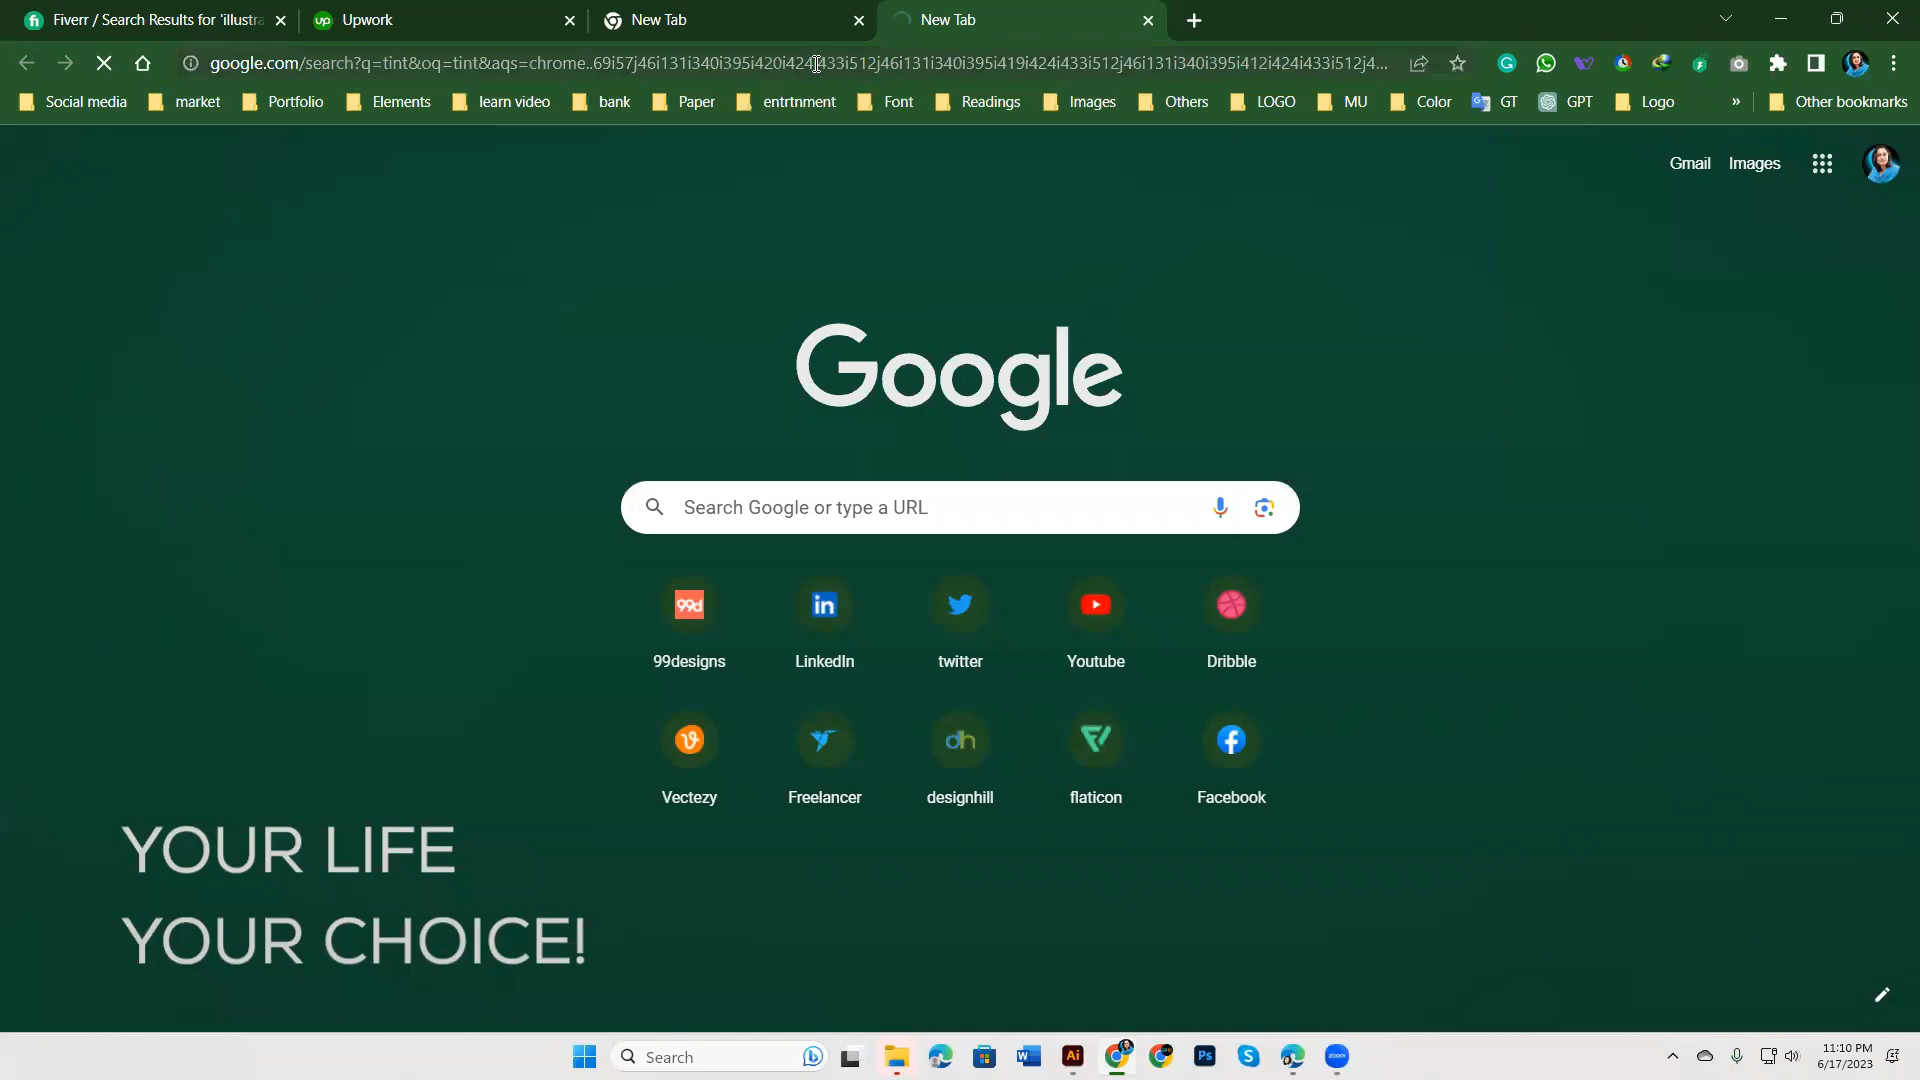 Fiverr / Search Results for 'illustra
Upwork
New Tab
New Tab
google.com/search?q=tint&oq=tint&aqs=chrome..69i57j46i131i340i395i420i424i433i512j46i131i340i395i419i424i433i512j46i131i340i395i412i424i433i512j4...
Social media
market
Portfolio
Elements
learn video
bank
Paper
entrtnment
Font
Readings
Images
Others
LOGO
MU
Color
GT
GPT
Logo
»
Other bookmarks
Gmail
Images
Google
Search Google or type a URL
99designs
LinkedIn
twitter
Youtube
Dribble
Vectezy
Freelancer
designhill
flaticon
Facebook
YOUR LIFE
YOUR CHOICE!
Search
11:10 PM
6/17/2023